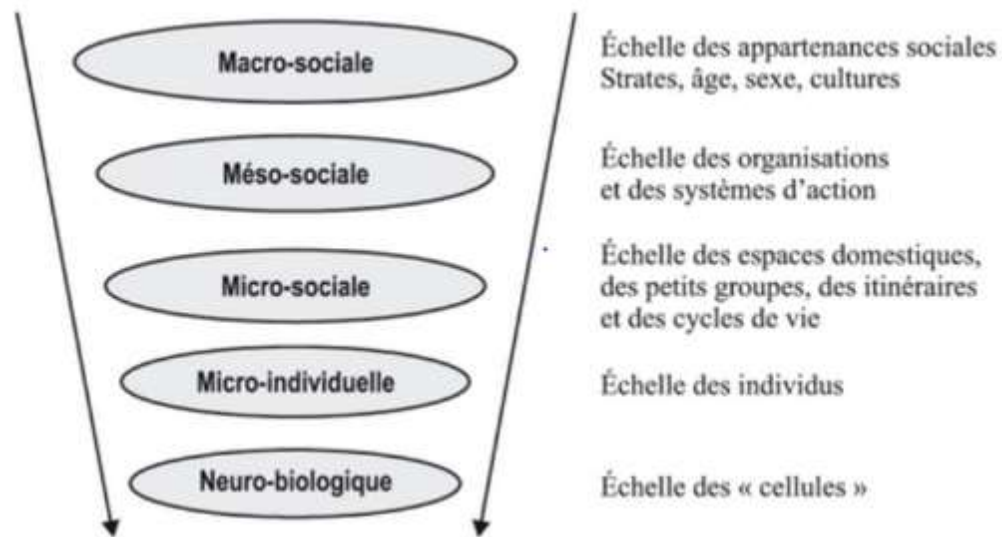 Macro-sociale
Échelle des appartenances sociales
Strates, âge, sexe, cultures
Méso-sociale
Échelle des organisations
et des systèmes d'action
Micro-sociale
Échelle des espaces domestiques,
des petits groupes, des itinéraires
et des cycles de vie
Micro-individuelle
Échelle des individus
Neuro-biologique
Échelle des « cellules »